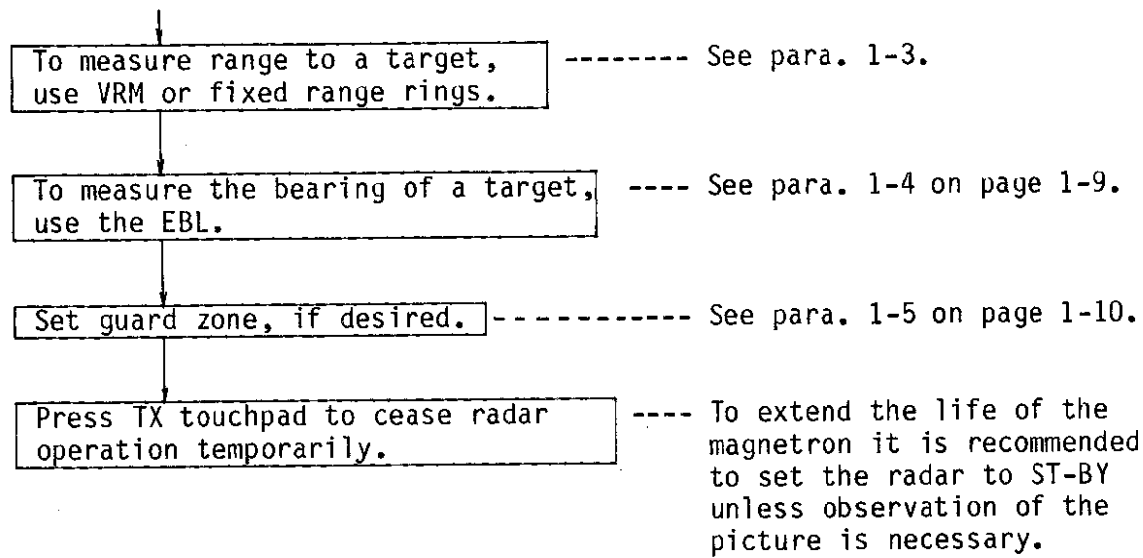 To measure range to a target, -------- See para. 1-3.
use VRM or fixed range rings.
To measure the bearing of a target, ---- See para. 1-4 on page 1-9.
use the EBL.
Set guard zone, if desired. ----------- See para. 1-5 on page 1-10.
Press TX touchpad to cease radar
operation temporarily.
---- To extend the life of the
magnetron it is recommended
to set the radar to ST-BY
unless observation of the
picture is necessary.